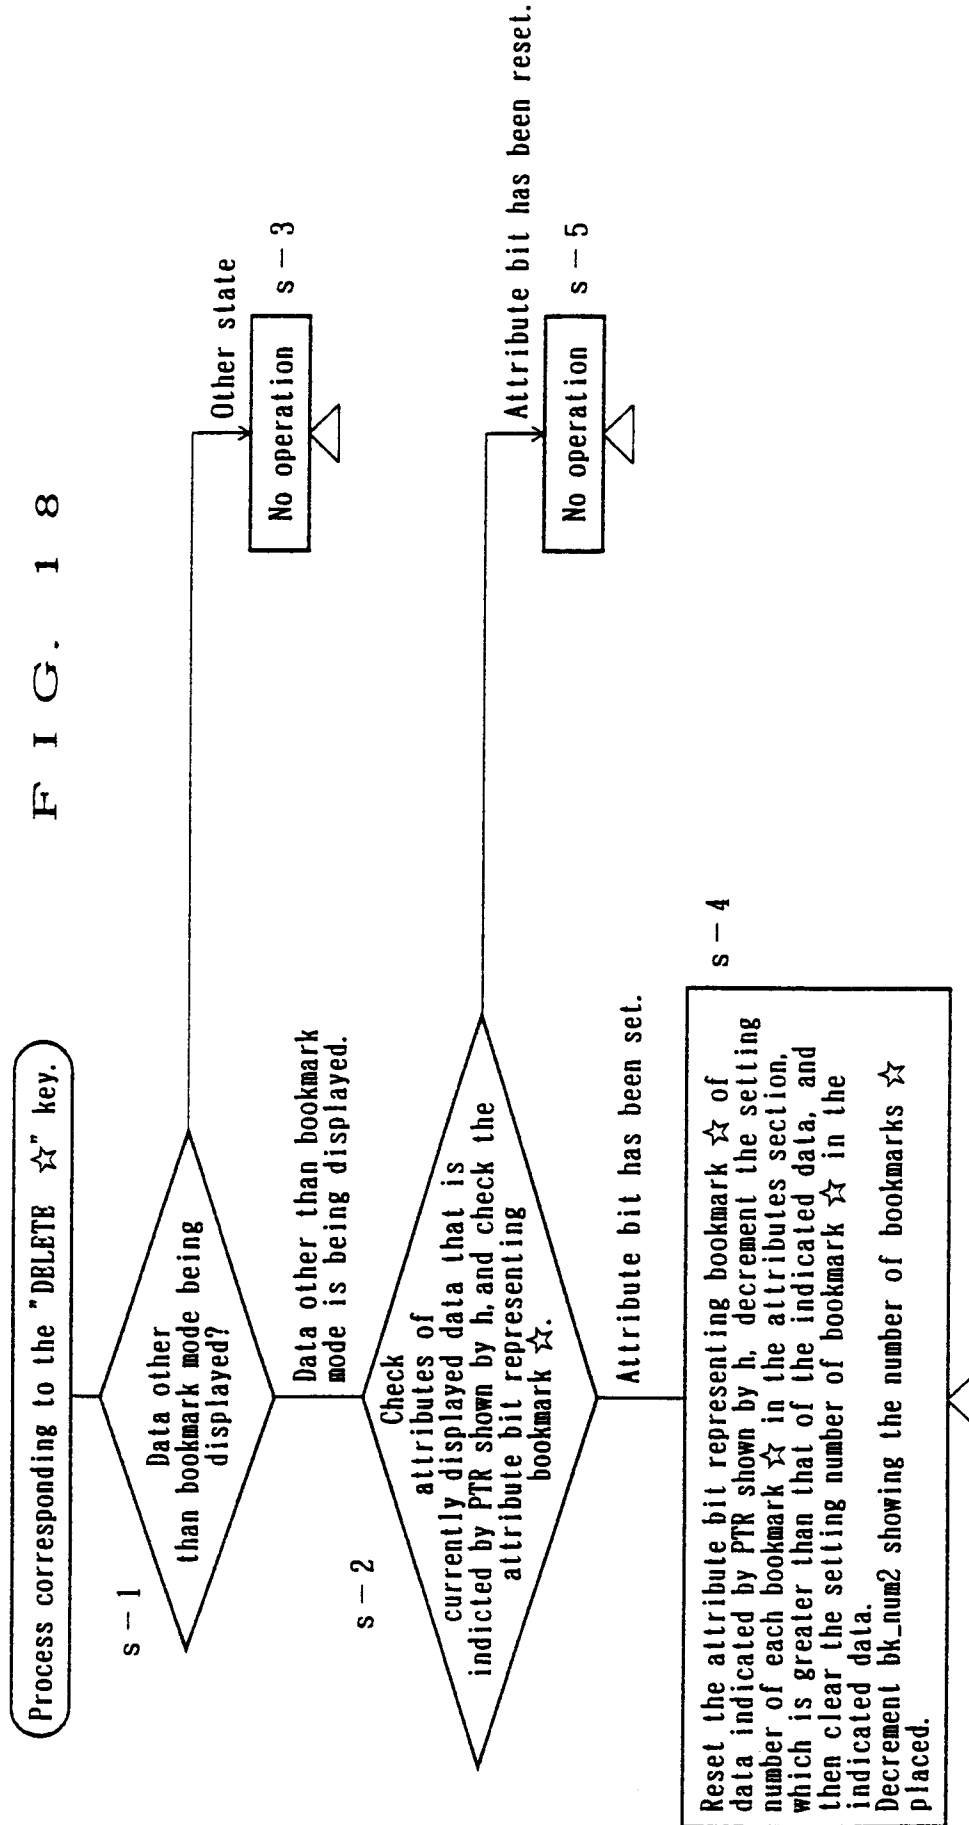 F I G. 1 8
Process corresponding to the "DELETE ☆" key.
s – 1
Data other
than bookmark mode being
displayed?
Other state
No operation
s – 3
Data other than bookmark
mode is being displayed.
s – 2
Check
attributes of
currently displayed data that is
indicted by PTR shown by h, and check the
attribute bit representing
bookmark ☆.
Attribute bit has been reset.
No operation
s – 5
Attribute bit has been set.
s – 4
Reset the attribute bit representing bookmark ☆ of
data indicated by PTR shown by h, decrement the setting
number of each bookmark ☆ in the attributes section,
which is greater than that of the indicated data, and
then clear the setting number of bookmark ☆ in the
indicated data.
Decrement bk_num2 showing the number of bookmarks ☆
placed.